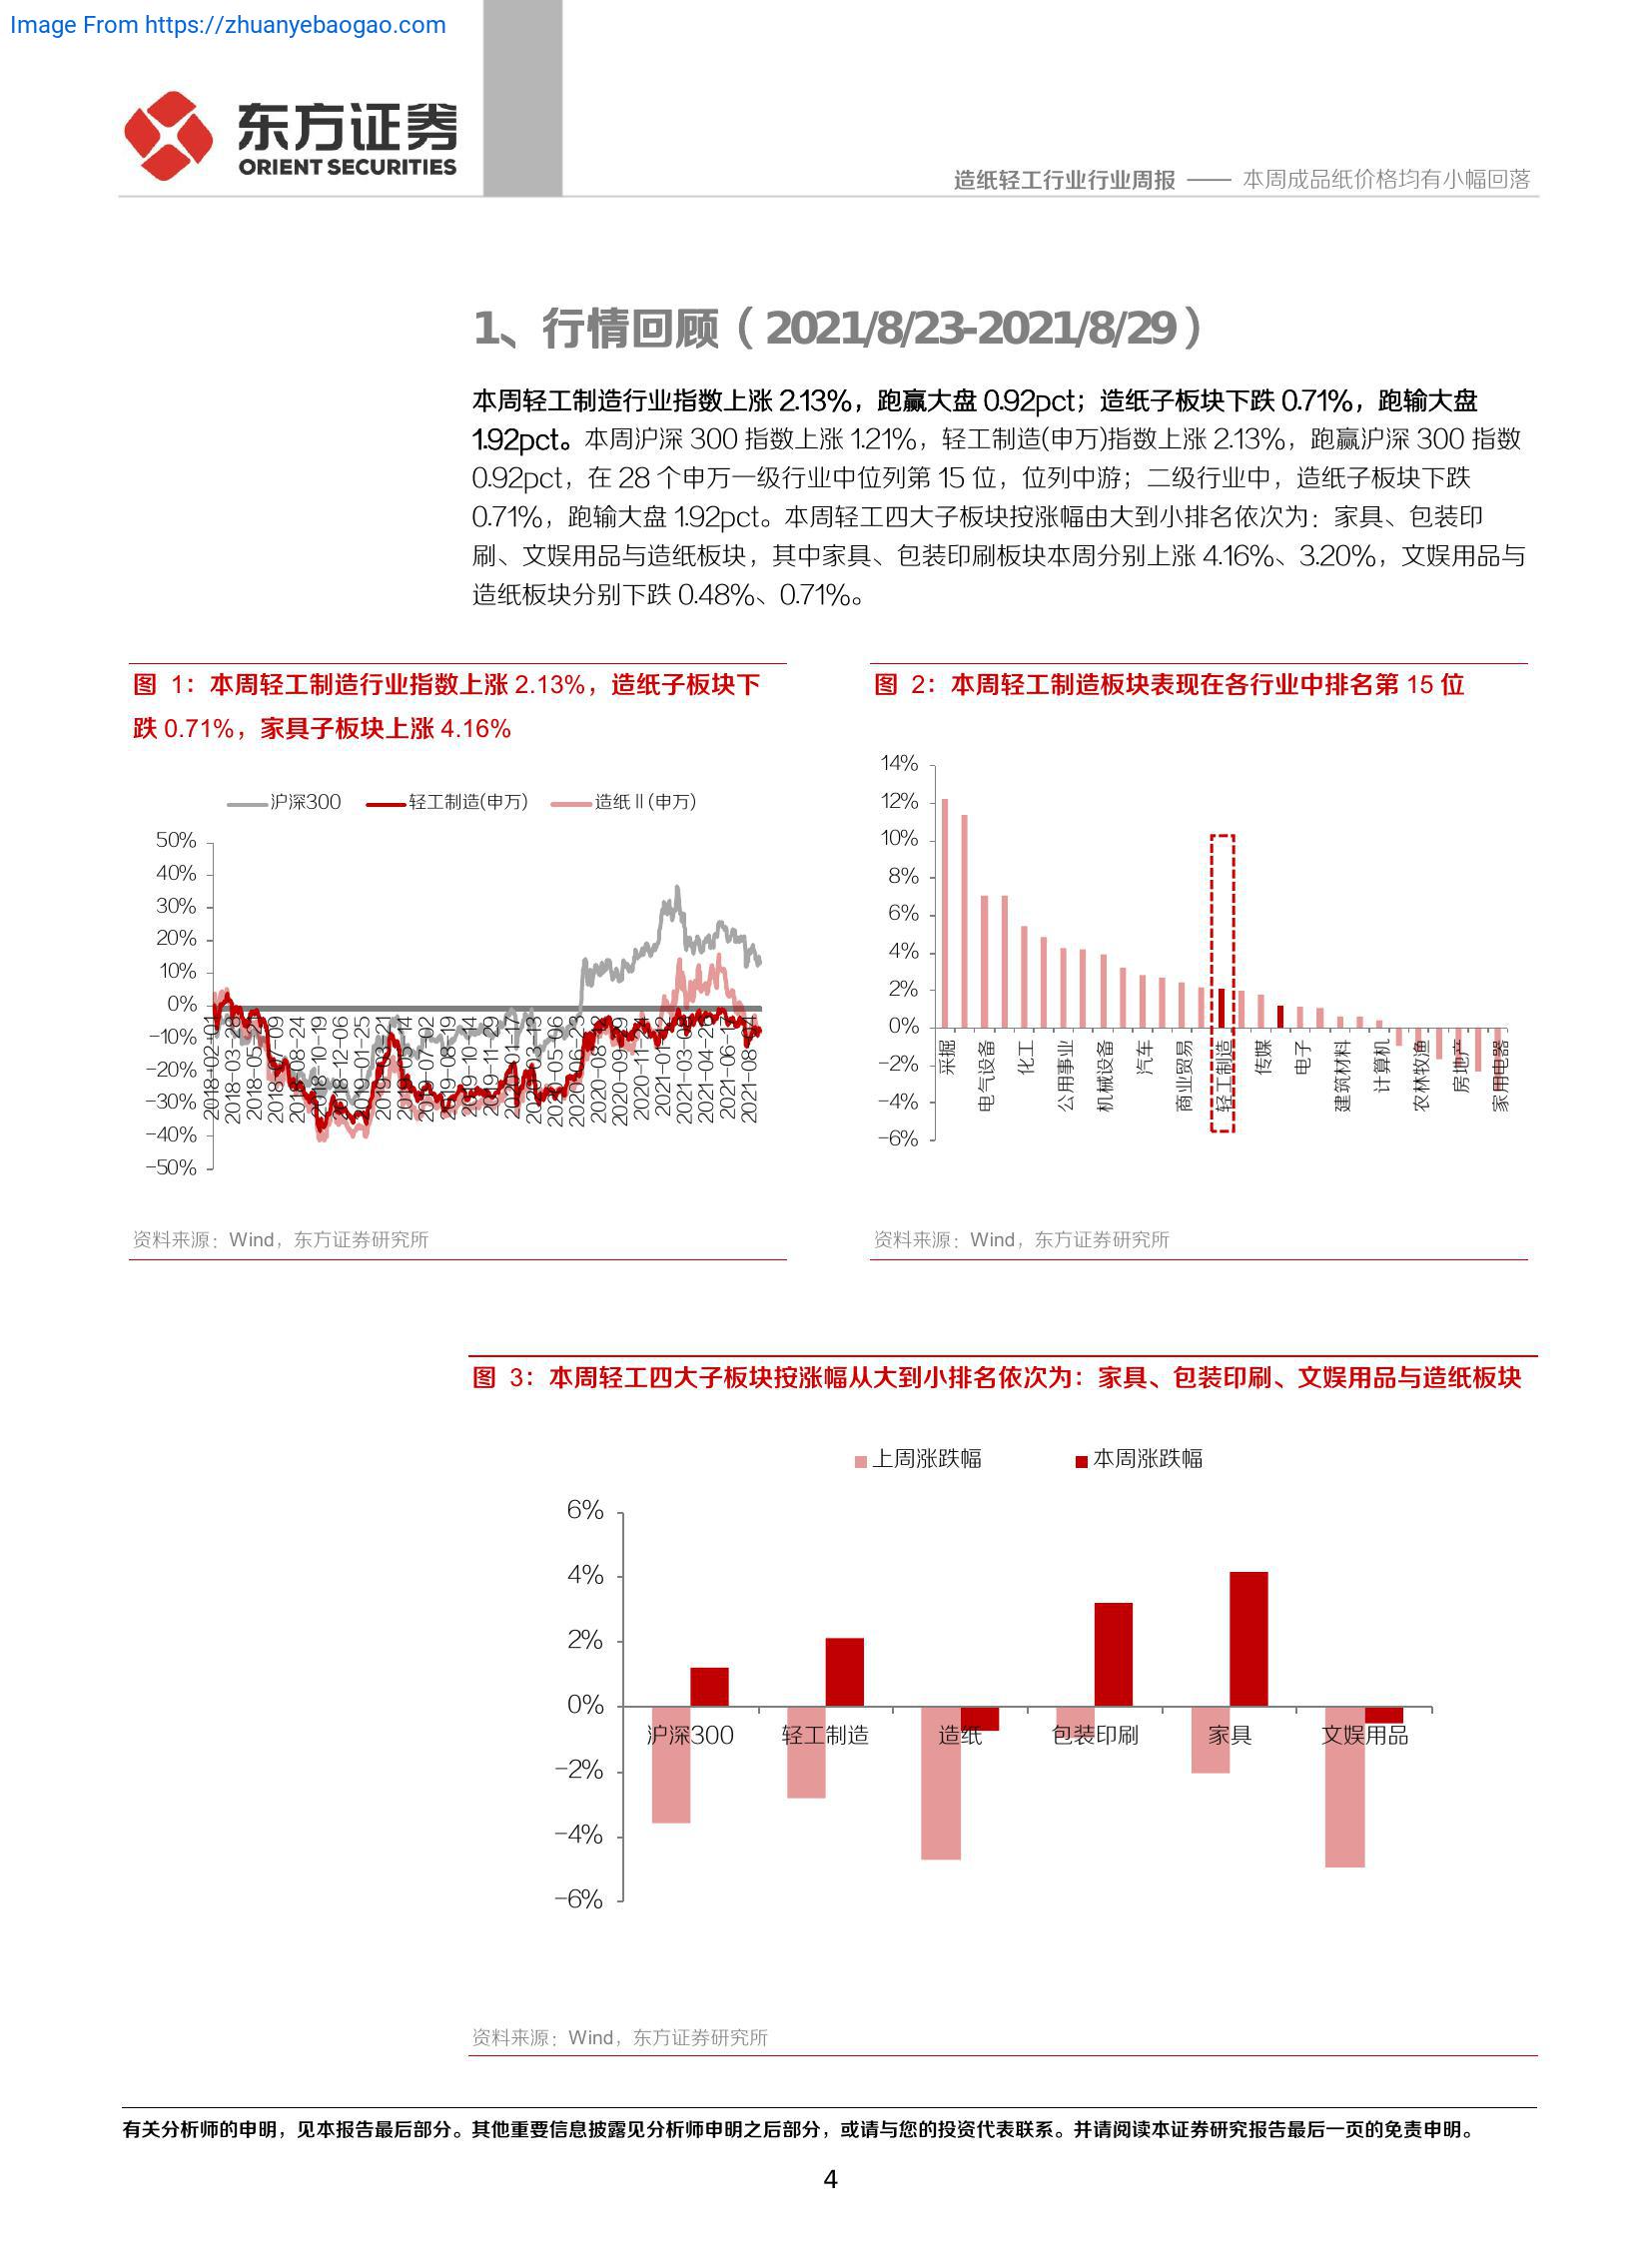 Image From https://zhuanyebaogao.com
东方证券
ORIENT SECURITIES
造纸轻工行业行业周报 —— 本周成品纸价格均有小幅回落
1、行情回顾（2021/8/23-2021/8/29）
本周轻工制造行业指数上涨 2.13%，跑赢大盘 0.92pct；造纸子板块下跌 0.71%，跑输大盘
1.92pct。本周沪深 300 指数上涨 1.21%，轻工制造(申万)指数上涨 2.13%，跑赢沪深 300 指数
0.92pct，在 28 个申万一级行业中位列第 15 位，位列中游；二级行业中，造纸子板块下跌
0.71%，跑输大盘 1.92pct。本周轻工四大子板块按涨幅由大到小排名依次为：家具、包装印
刷、文娱用品与造纸板块，其中家具、包装印刷板块本周分别上涨 4.16%、3.20%，文娱用品与
造纸板块分别下跌 0.48%、0.71%。
图 1：本周轻工制造行业指数上涨 2.13%，造纸子板块下
跌 0.71%，家具子板块上涨 4.16%
沪深300 轻工制造(申万) 造纸Ⅱ(申万)
50%
40%
30%
20%
10%
0%
-10%
-20%
-30%
-40%
-50%
2018-02-01
2018-08-24
2018-10-19
2018-12-06
2019-01-25
2019-03-21
2019-05-14
2019-07-02
2019-08-19
2019-10-14
2019-11-29
2020-01-17
2020-03-13
2020-05-06
2020-06-23
资料来源：Wind，东方证券研究所
图 2：本周轻工制造板块表现在各行业中排名第 15 位
14%
12%
10%
8%
6%
4%
2%
0%
-2%
-4%
-6%
采掘
电气设备
化工
公用事业
机械设备
汽车
商业贸易
轻工制造
传媒
电子
建筑材料
计算机
农林牧渔
房地产
家用电器
资料来源：Wind，东方证券研究所
图 3：本周轻工四大子板块按涨幅从大到小排名依次为：家具、包装印刷、文娱用品与造纸板块
上周涨跌幅 本周涨跌幅
6%
4%
2%
0%
-2%
-4%
-6%
沪深300 轻工制造 造纸 包装印刷 家具 文娱用品
资料来源：Wind，东方证券研究所
有关分析师的申明，见本报告最后部分。其他重要信息披露见分析师申明之后部分，或请与您的投资代表联系。并请阅读本证券研究报告最后一页的免责申明。
4